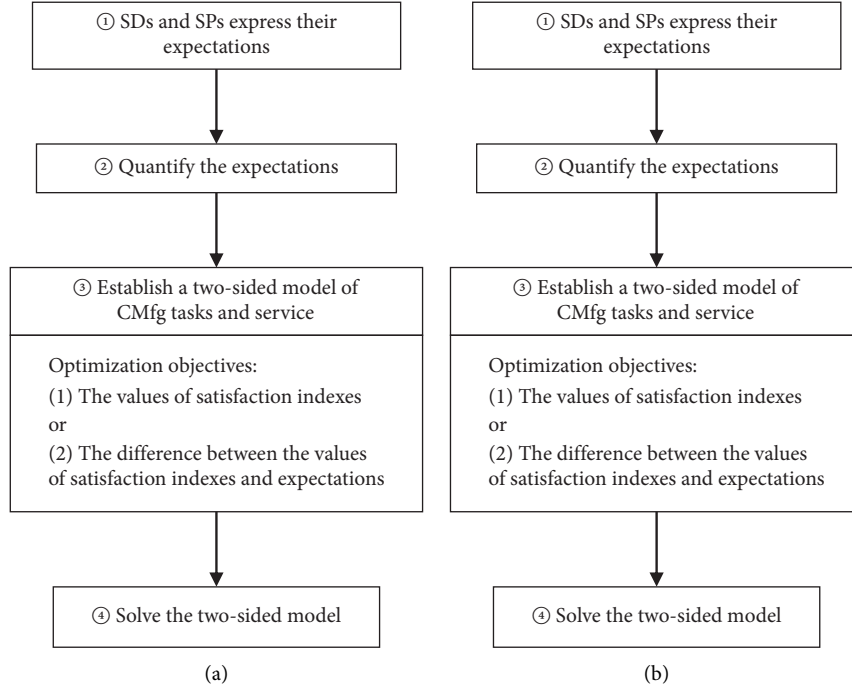 ① SDs and SPs express their
expectations
② Quantify the expectations
③ Establish a two-sided model of
CMfg tasks and service
Optimization objectives:
(1) The values of satisfaction indexes
or
(2) The difference between the values
of satisfaction indexes and expectations
④ Solve the two-sided model
(a)
① SDs and SPs express their
expectations
② Quantify the expectations
③ Establish a two-sided model of
CMfg tasks and service
Optimization objectives:
(1) The values of satisfaction indexes
or
(2) The difference between the values
of satisfaction indexes and expectations
④ Solve the two-sided model
(b)